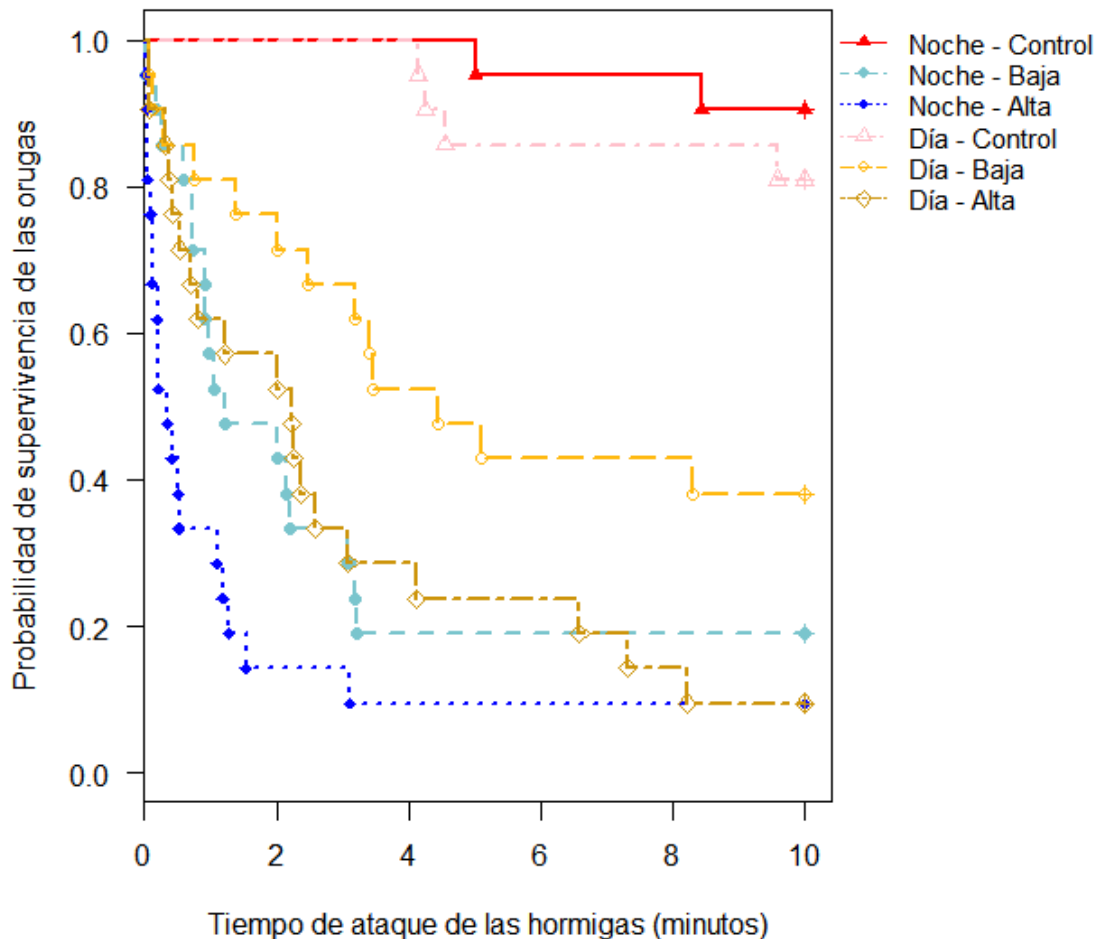 Probabilidad de supervivencia de las orugas
1.0
0.8
0.6
0.4
0.2
0.0
0 2 4 6 8 10
Tiempo de ataque de las hormigas (minutos)
Noche - Control
Noche - Baja
Noche - Alta
Día - Control
Día - Baja
Día - Alta